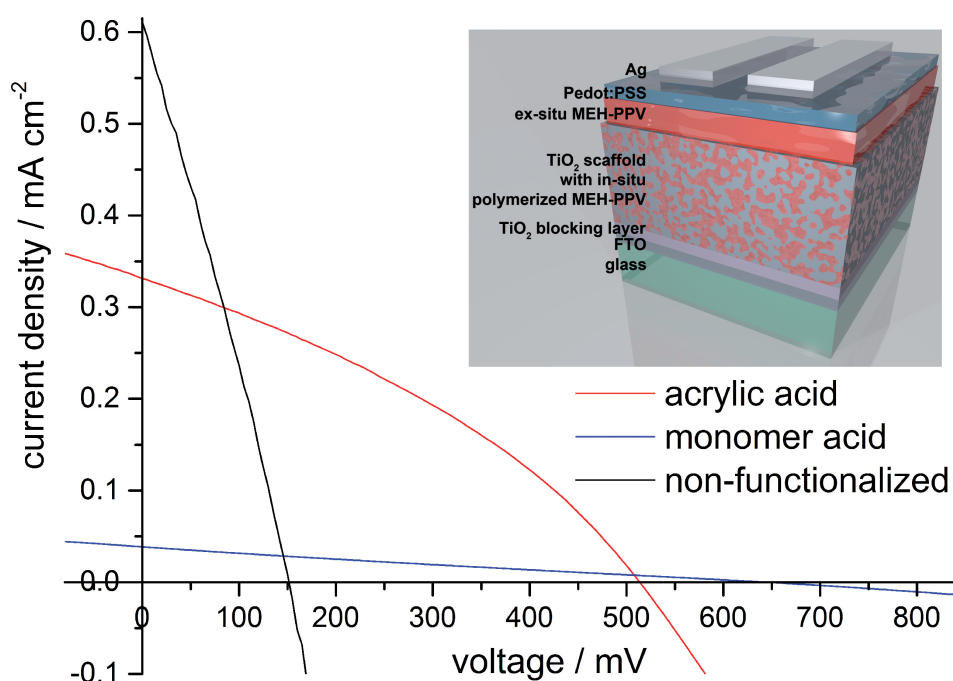 0.6
0.5
0.4
0.3
0.2
0.1
0.0
-0.1
current density / mA cm⁻²
0
100
200
300
400
500
600
700
800
voltage / mV
Ag
Pedot:PSS
ex-situ MEH-PPV
TiO₂ scaffold
with in-situ
polymerized MEH-PPV
TiO₂ blocking layer
FTO
glass
acrylic acid
monomer acid
non-functionalized